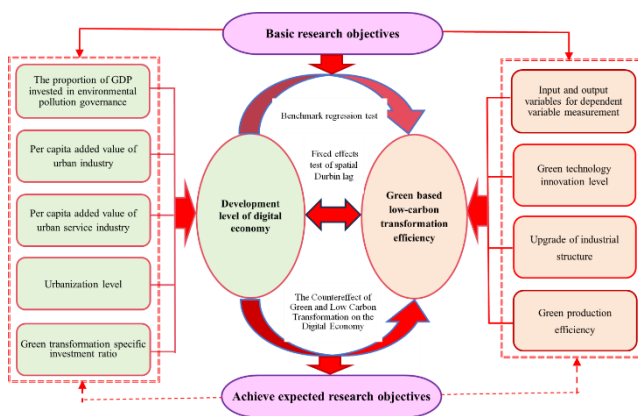 Basic research objectives
The proportion of GDP
invested in environmental
pollution governance
Per capita added value of
urban industry
Per capita added value of
urban service industry
Urbanization level
Green transformation specific
investment ratio
Development
level of digital
economy
Benchmark regression test
Fixed effects
test of spatial
Durbin lag
The Countereffect of
Green and Low Carbon
Transformation on the
Digital Economy
Green based
low-carbon
transformation
efficiency
Input and output
variables for dependent
variable measurement
Green technology
innovation level
Upgrade of industrial
structure
Green production
efficiency
Achieve expected research objectives